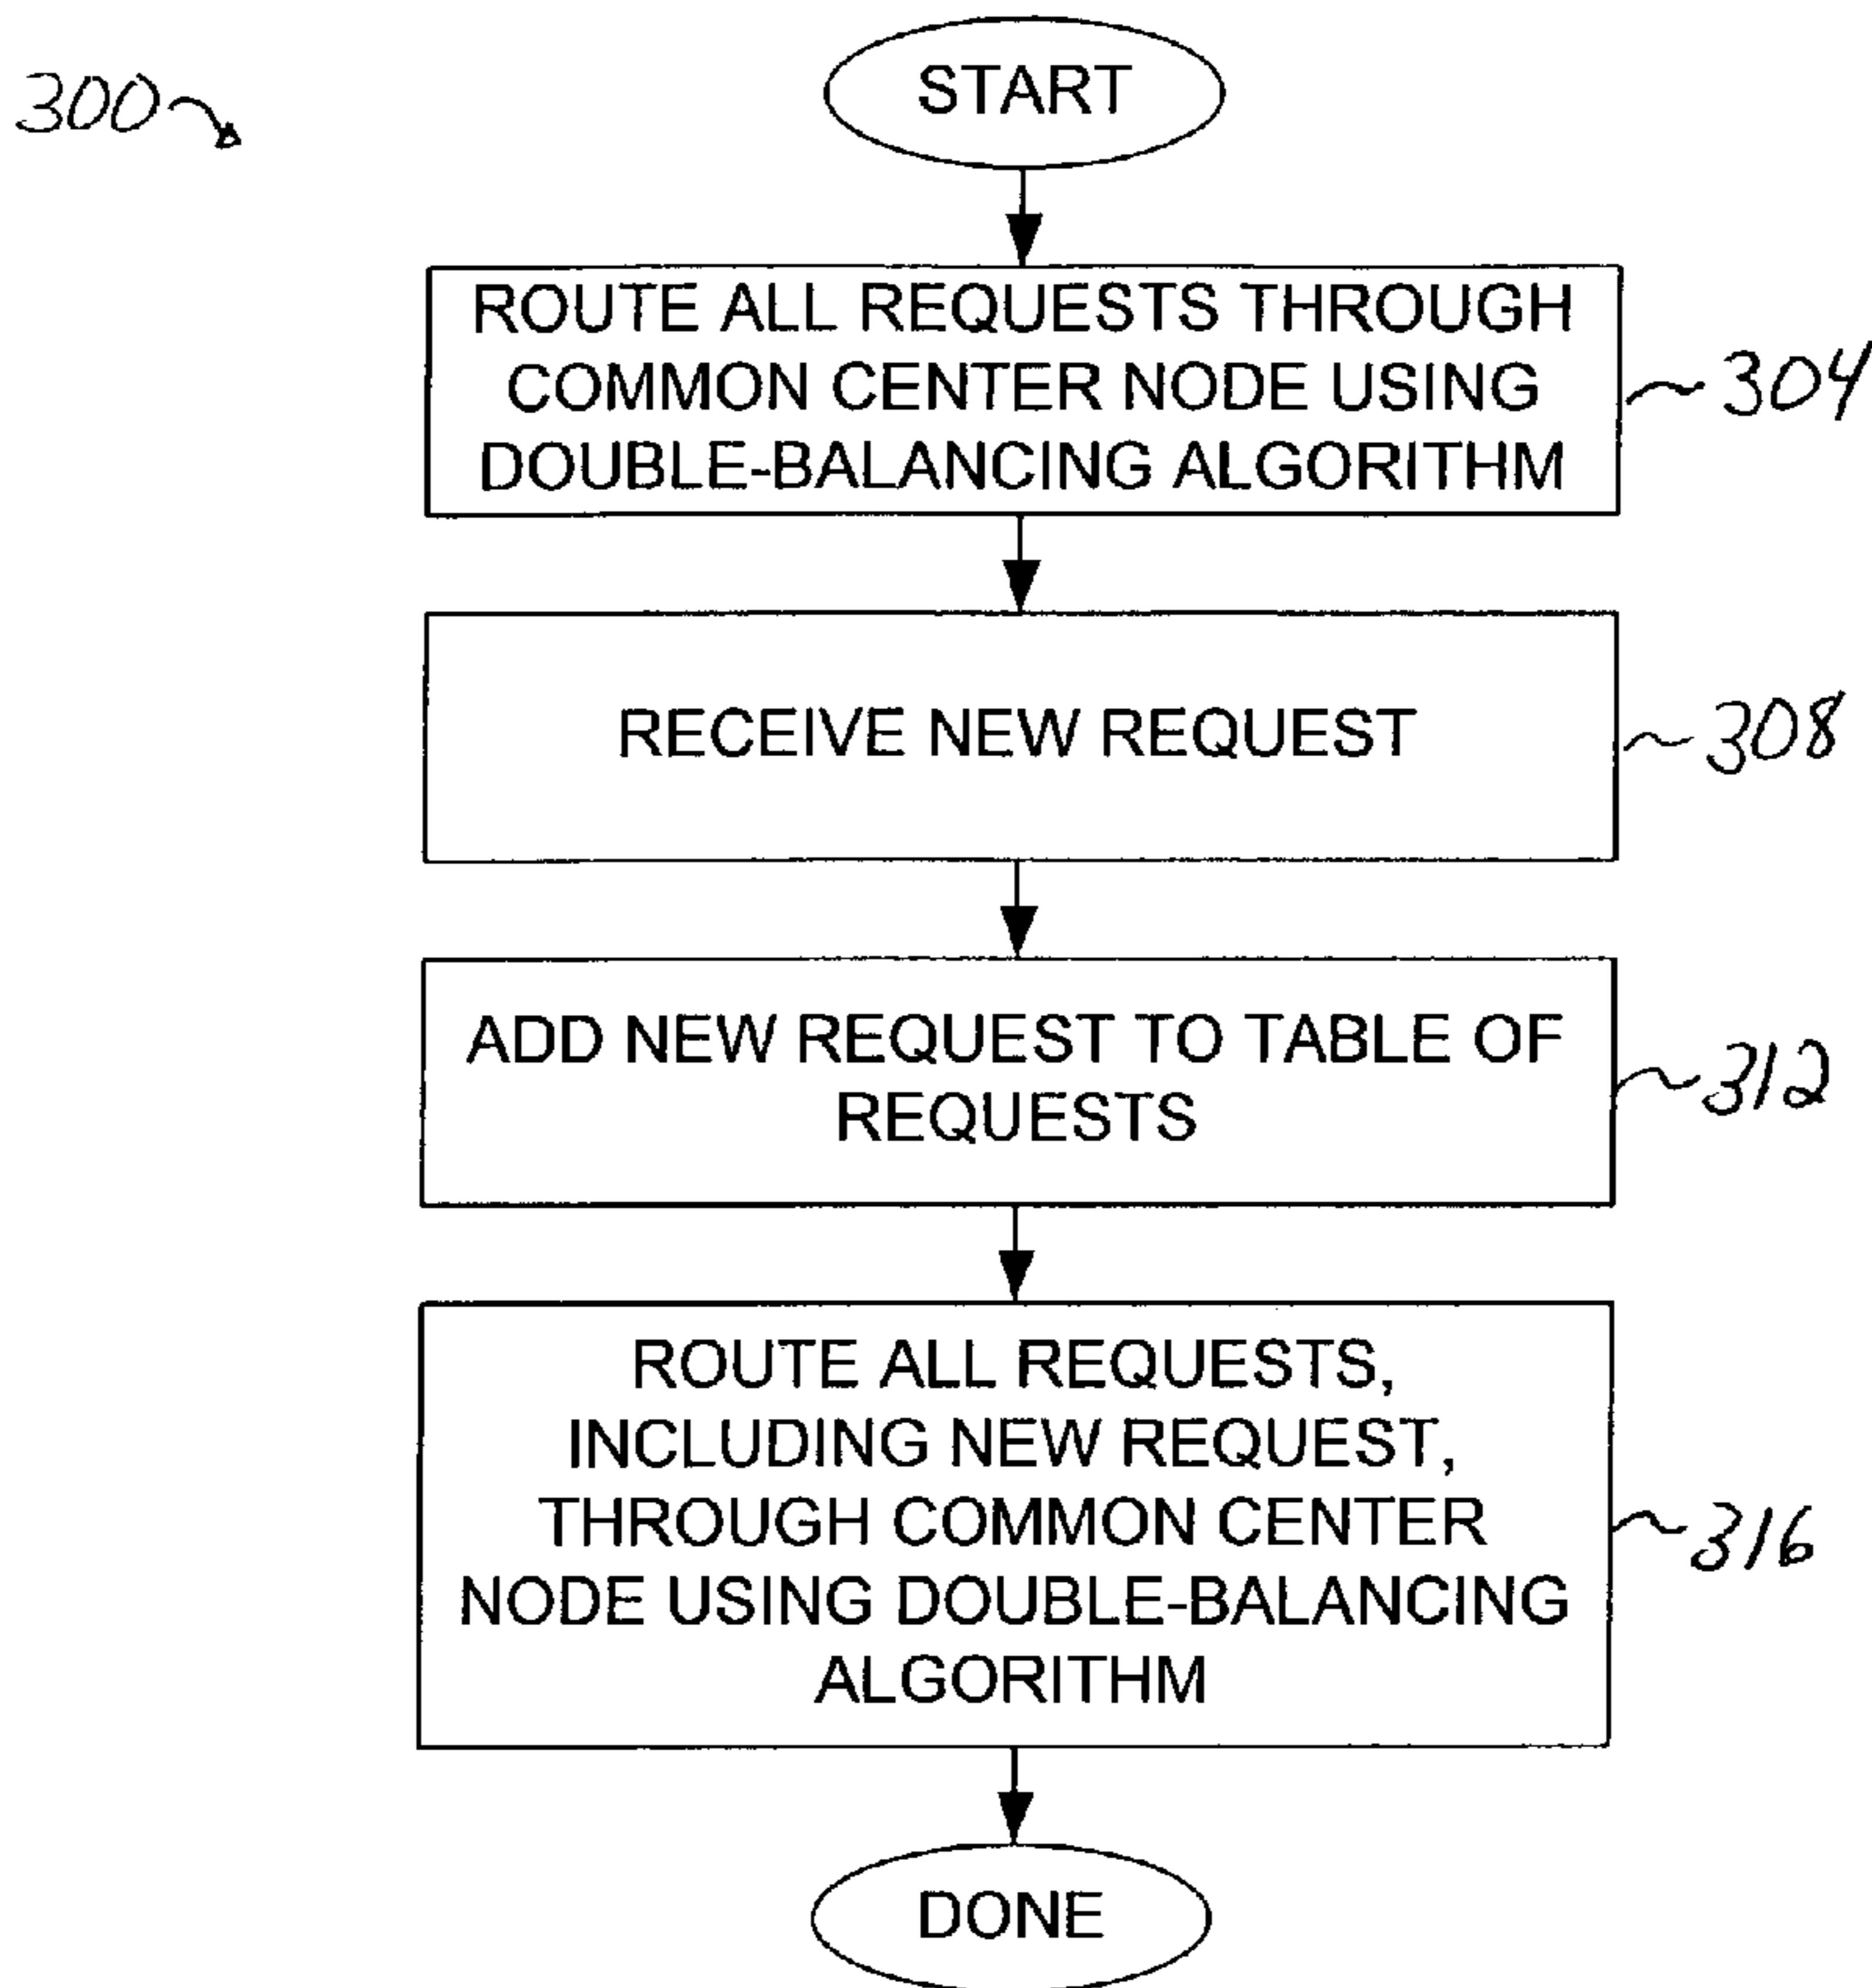 300
START
ROUTE ALL REQUESTS THROUGH
COMMON CENTER NODE USING
DOUBLE-BALANCING ALGORITHM
304
RECEIVE NEW REQUEST
308
ADD NEW REQUEST TO TABLE OF
REQUESTS
312
ROUTE ALL REQUESTS,
INCLUDING NEW REQUEST,
THROUGH COMMON CENTER
NODE USING DOUBLE-BALANCING
ALGORITHM
316
DONE